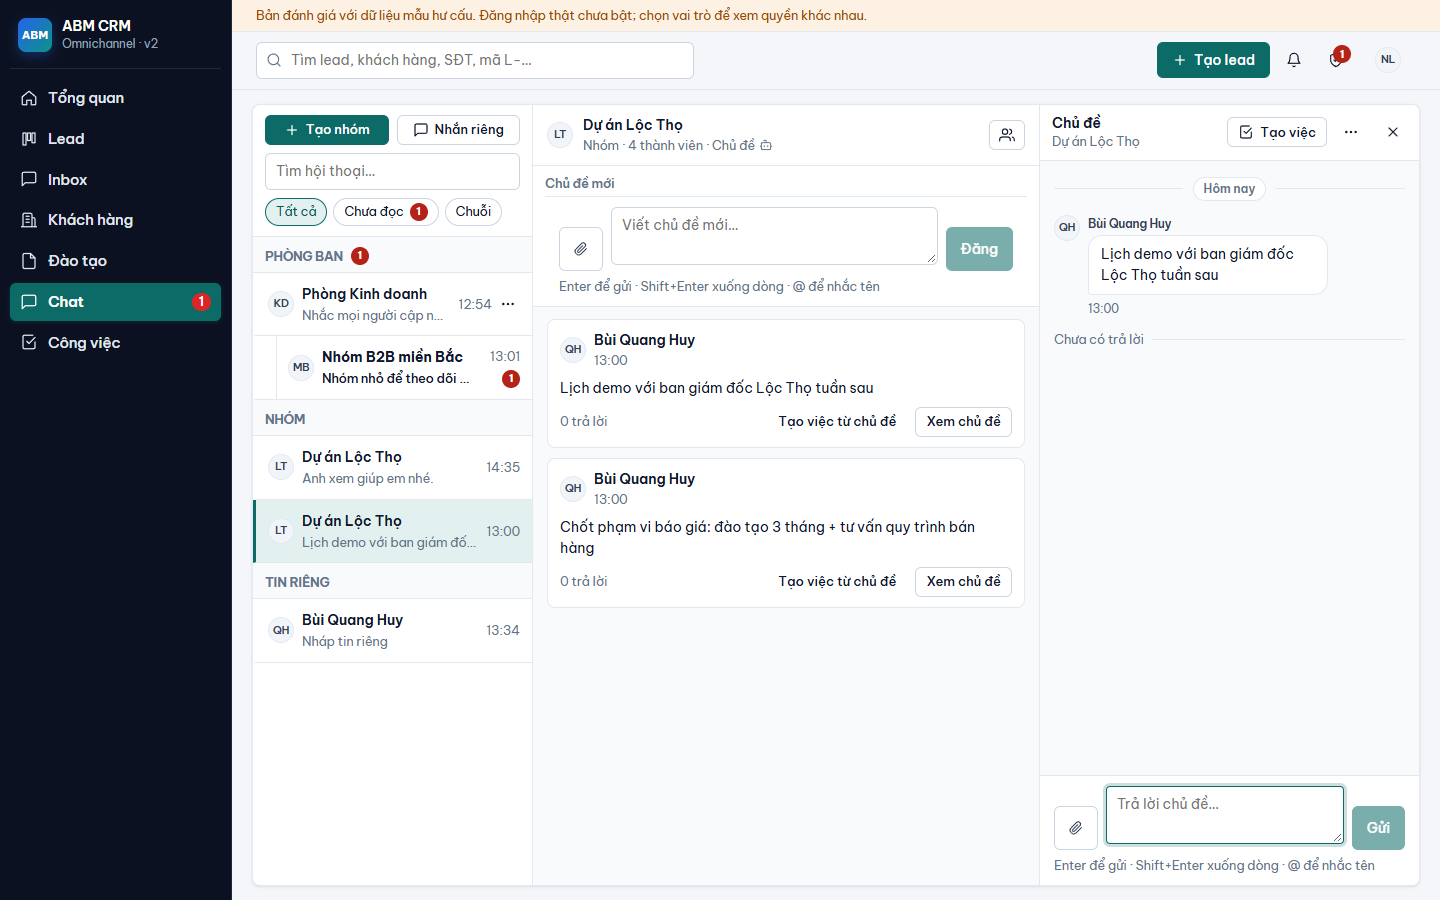 ABM
ABM CRM
Omnichannel · v2
Tổng quan
Lead
Inbox
Khách hàng
Đào tạo
Chat
1
Công việc
Bản đánh giá với dữ liệu mẫu hư cấu. Đăng nhập thật chưa bật; chọn vai trò để xem quyền khác nhau.
Tìm lead, khách hàng, SĐT, mã L-...
Tạo lead
1
NL
Tạo nhóm
Nhắn riêng
Tìm hội thoại...
Tất cả
Chưa đọc 1
Chuỗi
PHÒNG BAN 1
KD
Phòng Kinh doanh
12:54
Nhắc mọi người cập n...
MB
Nhóm B2B miền Bắc
13:01
Nhóm nhỏ để theo dõi ...
1
NHÓM
LT
Dự án Lộc Thọ
14:35
Anh xem giúp em nhé.
LT
Dự án Lộc Thọ
13:00
Lịch demo với ban giám đố...
TIN RIÊNG
QH
Bùi Quang Huy
13:34
Nháp tin riêng
LT
Dự án Lộc Thọ
Nhóm · 4 thành viên · Chủ đề
Chủ đề mới
Viết chủ đề mới...
Đăng
Enter để gửi · Shift+Enter xuống dòng · @ để nhắc tên
QH
Bùi Quang Huy
13:00
Lịch demo với ban giám đốc Lộc Thọ tuần sau
0 trả lời
Tạo việc từ chủ đề
Xem chủ đề
QH
Bùi Quang Huy
13:00
Chốt phạm vi báo giá: đào tạo 3 tháng + tư vấn quy trình bán
hàng
0 trả lời
Tạo việc từ chủ đề
Xem chủ đề
Chủ đề
Dự án Lộc Thọ
Tạo việc
Hôm nay
QH
Bùi Quang Huy
Lịch demo với ban giám đốc
Lộc Thọ tuần sau
13:00
Chưa có trả lời
Trả lời chủ đề...
Gửi
Enter để gửi · Shift+Enter xuống dòng · @ để nhắc tên